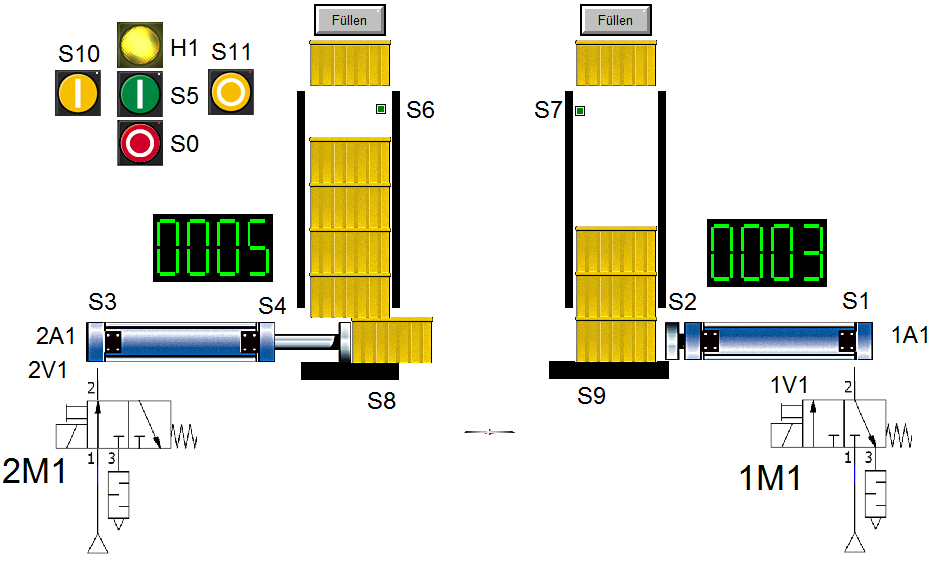 Füllen
Füllen
H1
S10
S11
S5
S0
S6
S7
0005
0003
S3
S4
S2
S1
2A1
1A1
2V1
2
S8
S9
1V1
2
2M1
1
3
1M1
1
3